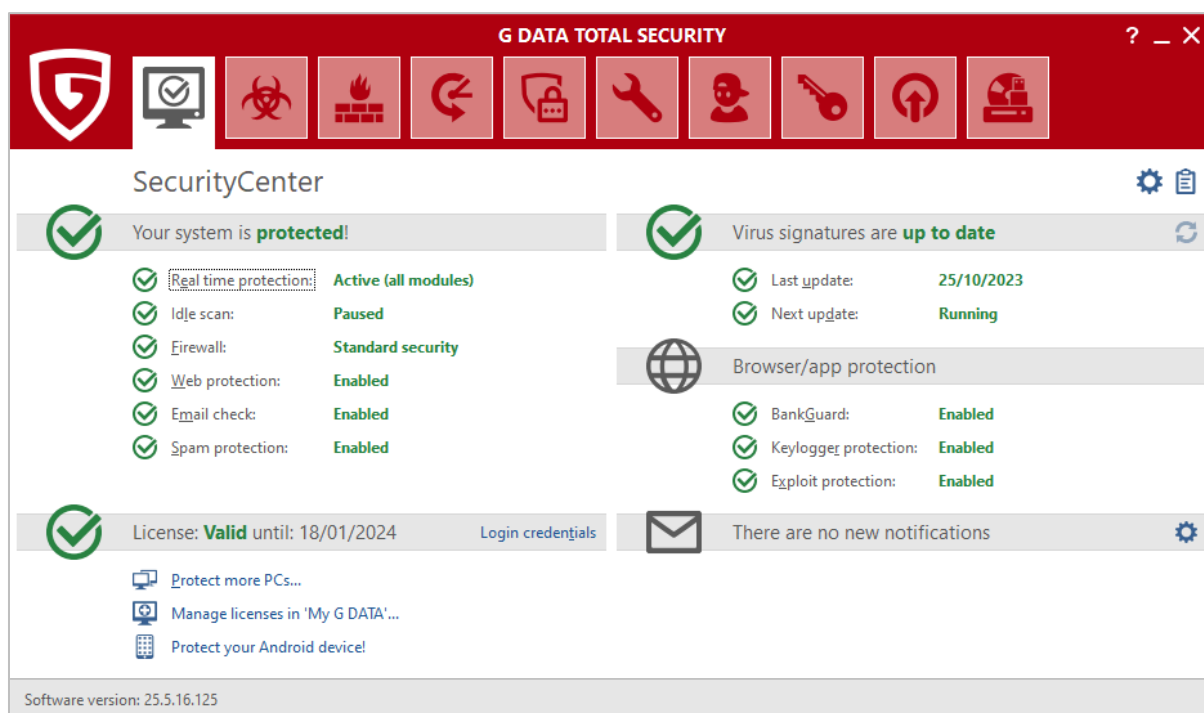 G DATA TOTAL SECURITY
?
SecurityCenter
Your system is protected!
Real time protection: Active (all modules)
Idle scan: Paused
Firewall: Standard security
Web protection: Enabled
Email check: Enabled
Spam protection: Enabled
Virus signatures are up to date
Last update: 25/10/2023
Next update: Running
Browser/app protection
BankGuard: Enabled
Keylogger protection: Enabled
Exploit protection: Enabled
License: Valid until: 18/01/2024 Login credentials
Protect more PCs...
Manage licenses in 'My G DATA'...
Protect your Android device!
There are no new notifications
Software version: 25.5.16.125